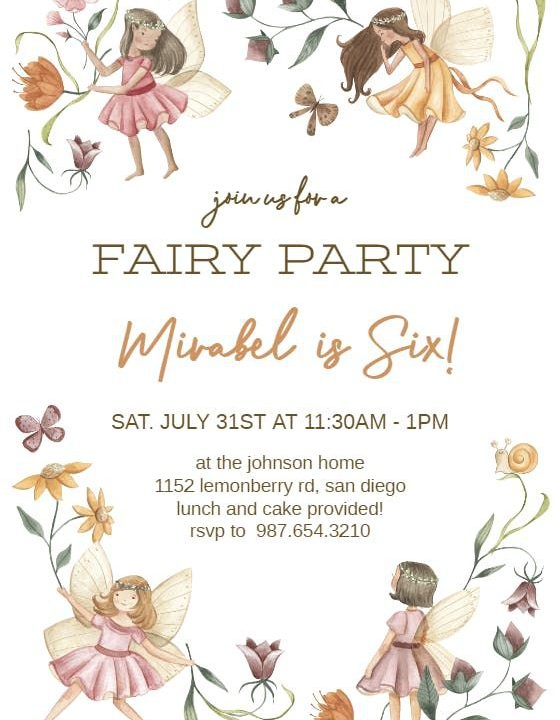 join us for a
FAIRY PARTY
Mirabel is Six!
SAT. JULY 31ST AT 11:30AM - 1PM
at the johnson home
1152 lemonberry rd, san diego
lunch and cake provided!
rsvp to 987.654.3210